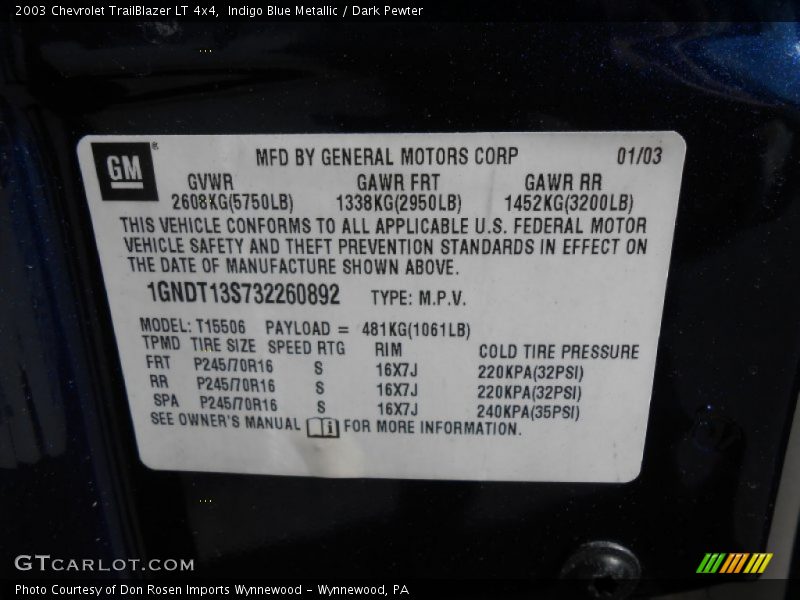 2003 Chevrolet TrailBlazer LT 4x4, Indigo Blue Metallic / Dark Pewter
GM ®
MFD BY GENERAL MOTORS CORP 01/03
GVWR GAWR FRT GAWR RR
2608KG(5750LB) 1338KG(2950LB) 1452KG(3200LB)
THIS VEHICLE CONFORMS TO ALL APPLICABLE U.S. FEDERAL MOTOR
VEHICLE SAFETY AND THEFT PREVENTION STANDARDS IN EFFECT ON
THE DATE OF MANUFACTURE SHOWN ABOVE.
1GNDT13S732260892 TYPE: M.P.V.
MODEL: T15506 PAYLOAD = 481KG(1061LB)
TPMD TIRE SIZE SPEED RTG RIM COLD TIRE PRESSURE
FRT P245/70R16 S 16X7J 220KPA(32PSI)
RR P245/70R16 S 16X7J 220KPA(32PSI)
SPA P245/70R16 S 16X7J 240KPA(35PSI)
SEE OWNER'S MANUAL i FOR MORE INFORMATION.
GTCARLOT.COM
Photo Courtesy of Don Rosen Imports Wynnewood - Wynnewood, PA